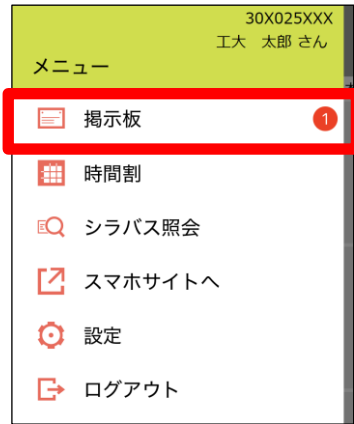 30X025XXX
工大 太郎 さん
メニュー
掲示板 1
時間割
シラバス照会
スマホサイトへ
設定
ログアウト